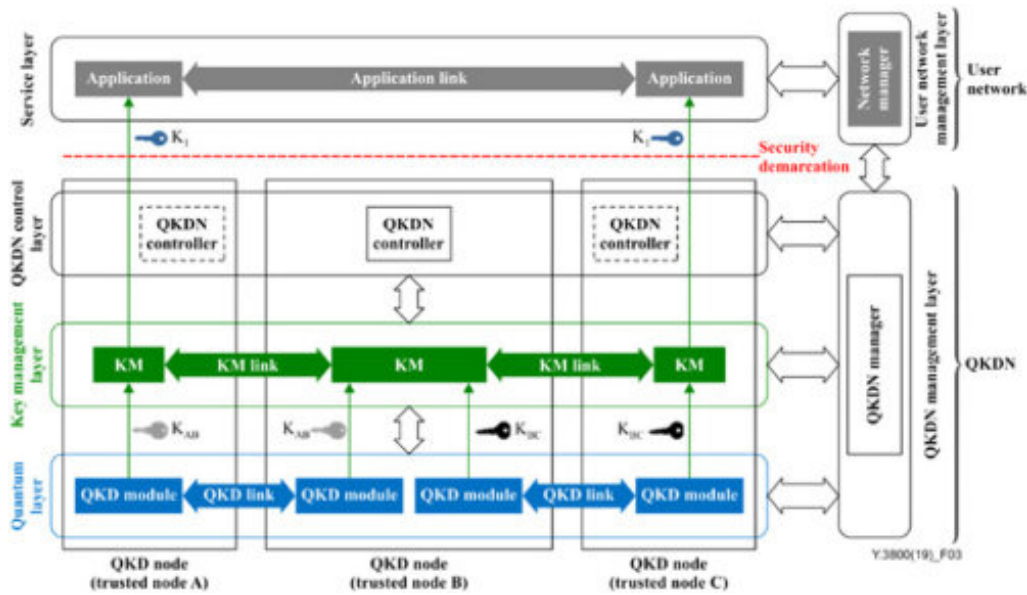 Service layer
Application
Application link
Application
Network
manager
User network
management layer
User
network
K1
K1
Security
demarcation
QKDN control
layer
QKDN
controller
QKDN
controller
QKDN
controller
Key management
layer
KM
KM link
KM
KM link
KM
QKDN manager
QKDN management layer
QKDN
KAB
KAB
KBC
KBC
Quantum
layer
QKD module
QKD link
QKD module
QKD module
QKD link
QKD module
QKD node
(trusted node A)
QKD node
(trusted node B)
QKD node
(trusted node C)
Y.3800(19)_F03